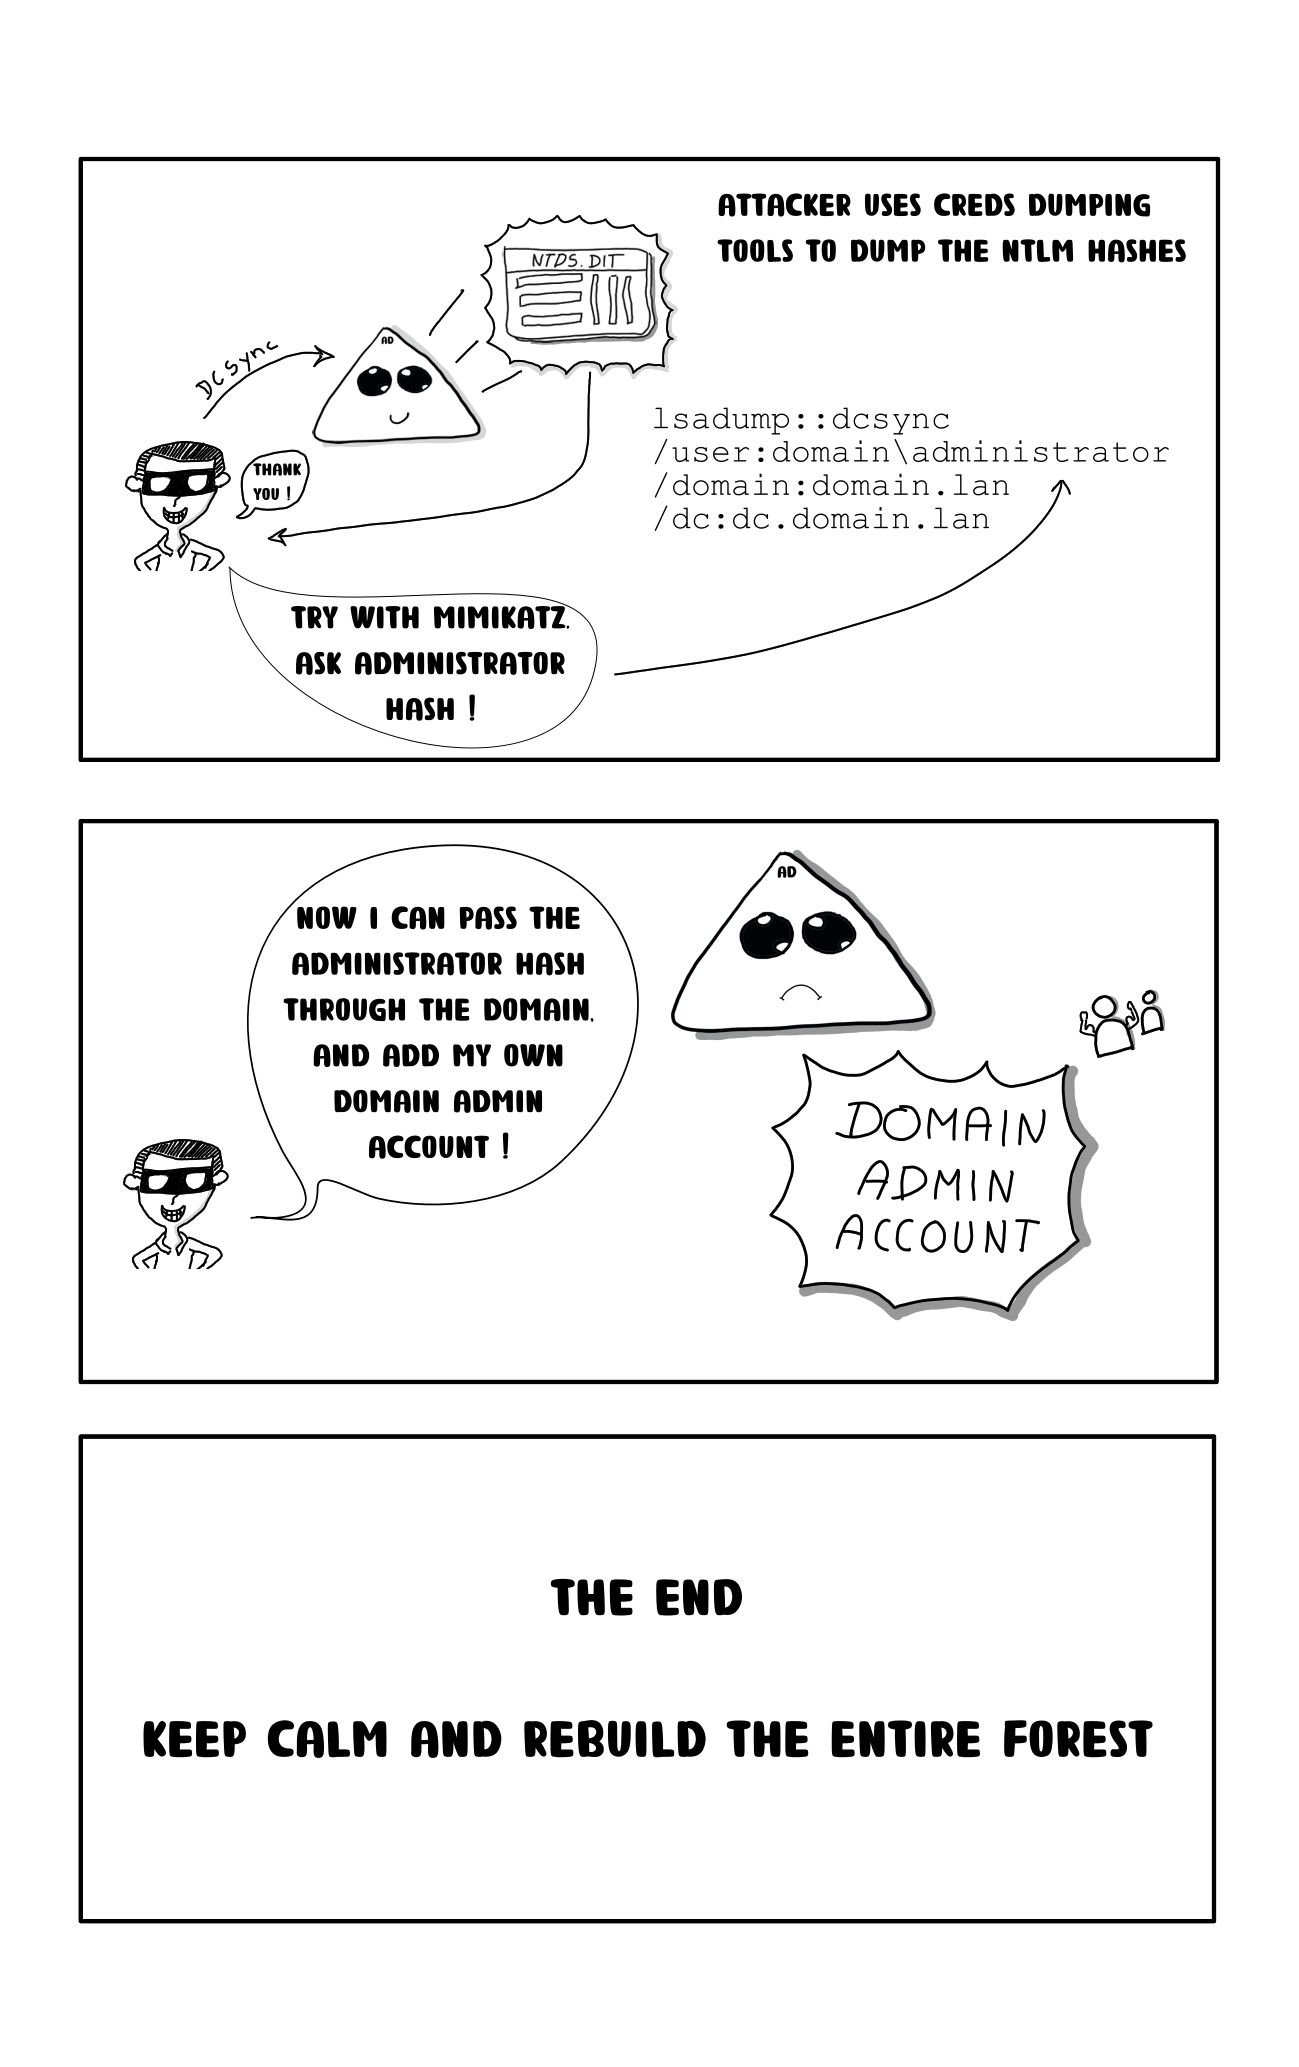 ATTACKER USES CREDS DUMPING
TOOLS TO DUMP THE NTLM HASHES
NTDS.DIT
DCSync
AD
THANK
YOU !
lsadump::dcsync
/user:domain\administrator
/domain:domain.lan
/dc:dc.domain.lan
TRY WITH MIMIKATZ.
ASK ADMINISTRATOR
HASH !
NOW I CAN PASS THE
ADMINISTRATOR HASH
THROUGH THE DOMAIN.
AND ADD MY OWN
DOMAIN ADMIN
ACCOUNT !
AD
DOMAIN
ADMIN
ACCOUNT
THE END
KEEP CALM AND REBUILD THE ENTIRE FOREST